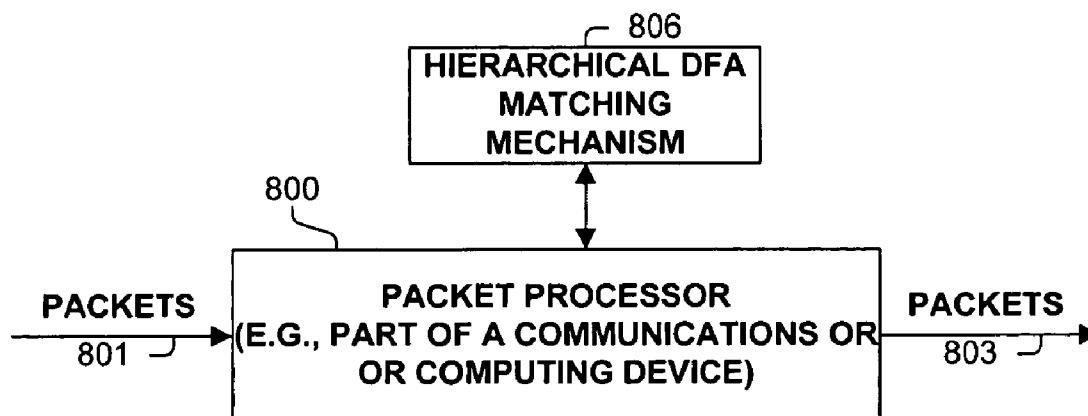 806
HIERARCHICAL DFA
MATCHING
MECHANISM
800
PACKETS
801
PACKET PROCESSOR
(E.G., PART OF A COMMUNICATIONS OR
OR COMPUTING DEVICE)
PACKETS
803